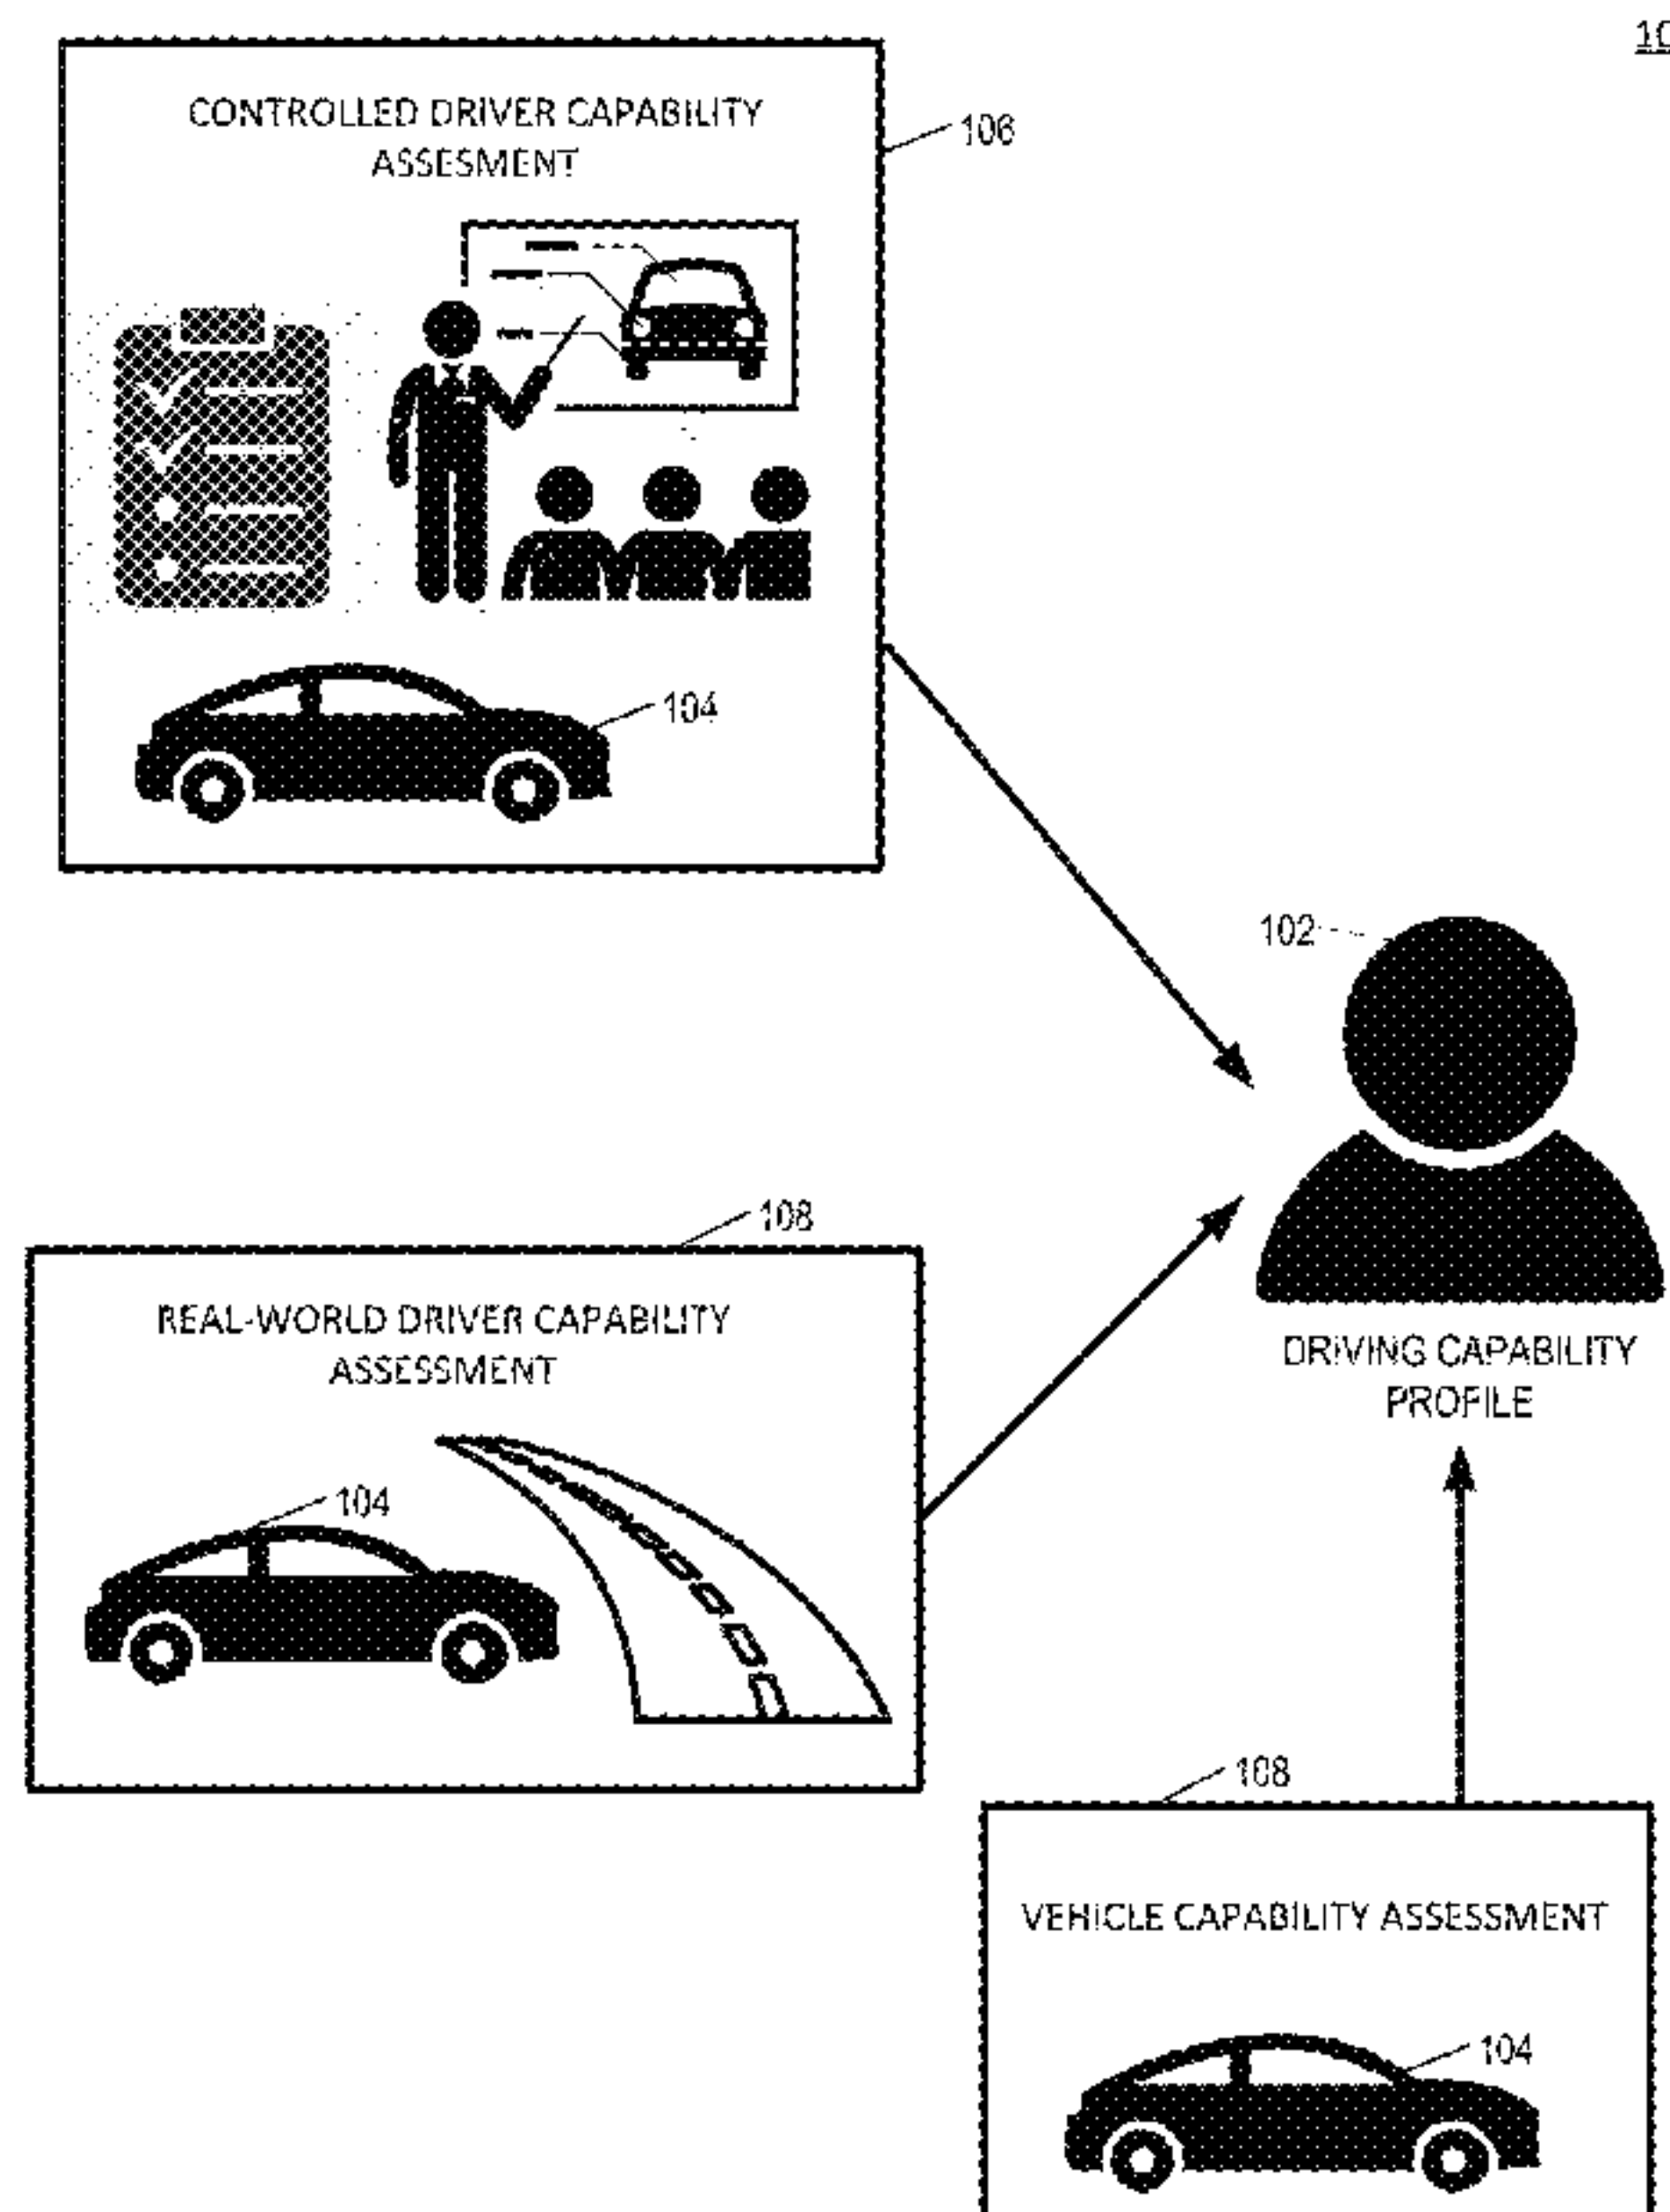 10
CONTROLLED DRIVER CAPABILITY
ASSESMENT
106
104
102
DRIVING CAPABILITY
PROFILE
108
REAL-WORLD DRIVER CAPABILITY
ASSESSMENT
104
108
VEHICLE CAPABILITY ASSESSMENT
104